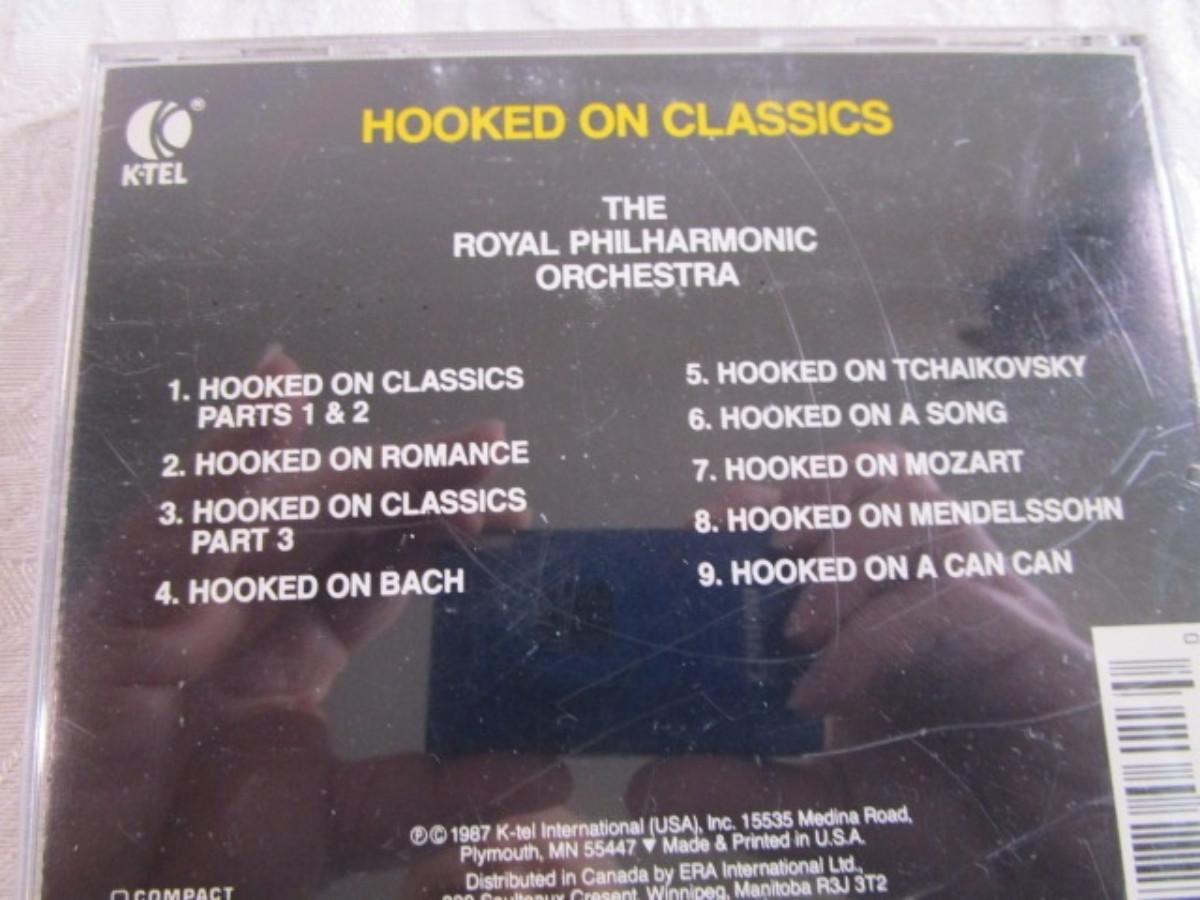 K-TEL®
HOOKED ON CLASSICS
THE
ROYAL PHILHARMONIC
ORCHESTRA
1. HOOKED ON CLASSICS
PARTS 1 & 2
2. HOOKED ON ROMANCE
3. HOOKED ON CLASSICS
PART 3
4. HOOKED ON BACH
5. HOOKED ON TCHAIKOVSKY
6. HOOKED ON A SONG
7. HOOKED ON MOZART
8. HOOKED ON MENDELSSOHN
9. HOOKED ON A CAN CAN
℗© 1987 K-tel International (USA), Inc. 15535 Medina Road,
Plymouth, MN 55447 ▼ Made & Printed in U.S.A.
Distributed in Canada by ERA International Ltd.,
Cresent, Winnipeg, Manitoba R3J 3T2
COMPACT